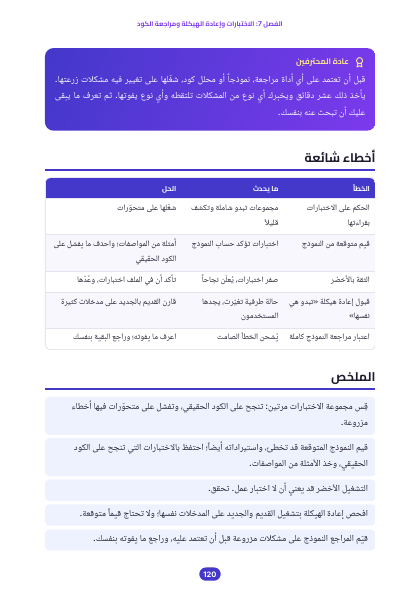 الفصل 7: الاختبارات وإعادة الهيكلة ومراجعة الكود
عادة المحترفين
قبل أن تعتمد على أي أداة مراجعة، نموذجاً أو محلل كود، شغّلها على تغيير فيه مشكلات زرعتها.
يأخذ ذلك عشر دقائق ويخبرك أي نوع من المشكلات تلتقطه وأي نوع يفوتها. ثم تعرف ما يبقى
عليك أن تبحث عنه بنفسك.
أخطاء شائعة
الخطأ ما يحدث الحل
الحكم على الاختبارات مجموعات تبدو شاملة وتكشف شغّلها على متحوّرات
بقراءتها قليلاً
قيم متوقعة من النموذج اختبارات تؤكد حساب النموذج أمثلة من المواصفات؛ واحذف ما يفشل على
الكود الحقيقي
الثقة بالأخضر صفر اختبارات، يُعلَن نجاحاً تأكد أن في الملف اختبارات، وعُدّها
قبول إعادة هيكلة «تبدو هي حالة طرفية تغيّرت، يجدها قارن القديم بالجديد على مدخلات كثيرة
نفسها» المستخدمون
اعتبار مراجعة النموذج كاملة يُشحن الخطأ الصامت اعرف ما يفوته؛ وراجع البقية بنفسك
الملخص
قِس مجموعة الاختبارات مرتين: تنجح على الكود الحقيقي، وتفشل على متحوّرات فيها أخطاء
مزروعة.
قيم النموذج المتوقعة قد تخطئ، واستيراداته أيضاً؛ احتفظ بالاختبارات التي تنجح على الكود
الحقيقي، وخذ الأمثلة من المواصفات.
التشغيل الأخضر قد يعني أن لا اختبار عمل. تحقق.
افحص إعادة الهيكلة بتشغيل القديم والجديد على المدخلات نفسها؛ ولا تحتاج قيماً متوقعة.
قيّم المراجع النموذج على مشكلات مزروعة قبل أن تعتمد عليه، وراجع ما يفوته بنفسك.
120